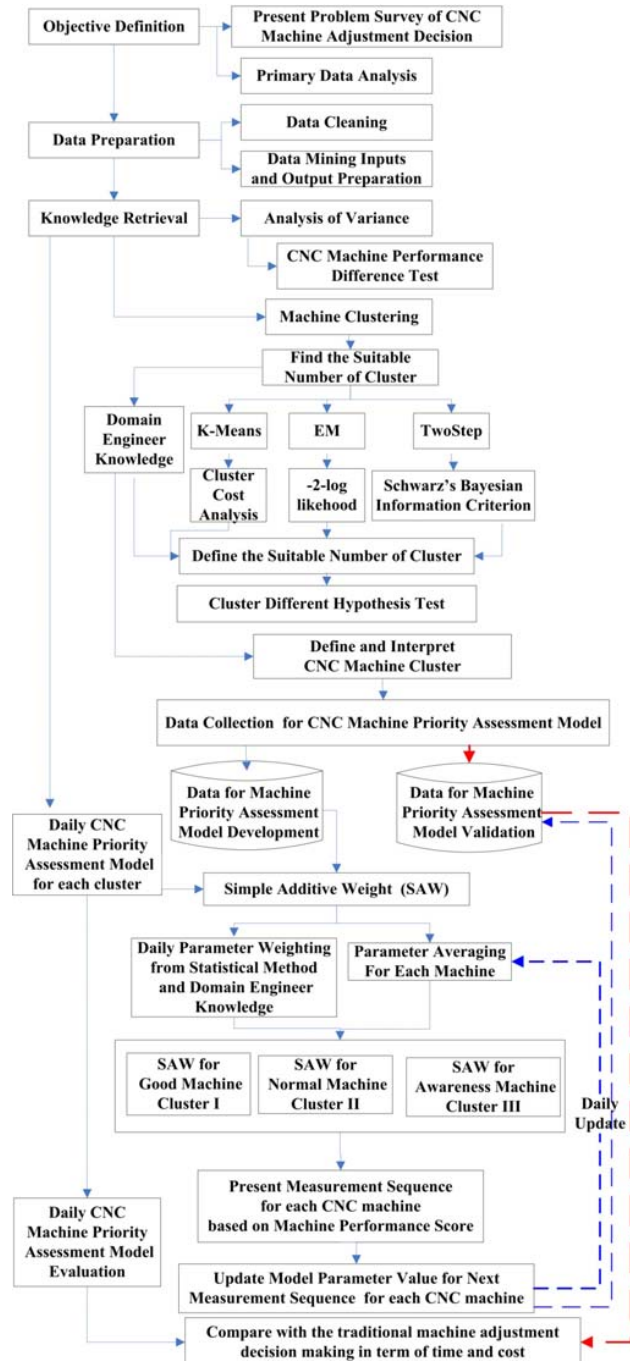 Objective Definition
Present Problem Survey of CNC
Machine Adjustment Decision
Primary Data Analysis
Data Preparation
Data Cleaning
Data Mining Inputs
and Output Preparation
Knowledge Retrieval
Analysis of Variance
CNC Machine Performance
Difference Test
Machine Clustering
Find the Suitable
Number of Cluster
Domain
Engineer
Knowledge
K-Means
EM
TwoStep
Cluster
Cost
Analysis
-2-log
likehood
Schwarz's Bayesian
Information Criterion
Define the Suitable Number of Cluster
Cluster Different Hypothesis Test
Define and Interpret
CNC Machine Cluster
Data Collection for CNC Machine Priority Assessment Model
Data for Machine
Priority Assessment
Model Development
Data for Machine
Priority Assessment
Model Validation
Daily CNC
Machine Priority
Assessment Model
for each cluster
Simple Additive Weight (SAW)
Daily Parameter Weighting
from Statistical Method
and Domain Engineer
Knowledge
Parameter Averaging
For Each Machine
SAW for
Good Machine
Cluster I
SAW for
Normal Machine
Cluster II
SAW for
Awareness Machine
Cluster III
Daily
Update
Present Measurement Sequence
for each CNC machine
based on Machine Performance Score
Daily CNC
Machine Priority
Assessment Model
Evaluation
Update Model Parameter Value for Next
Measurement Sequence for each CNC machine
Compare with the traditional machine adjustment
decision making in term of time and cost